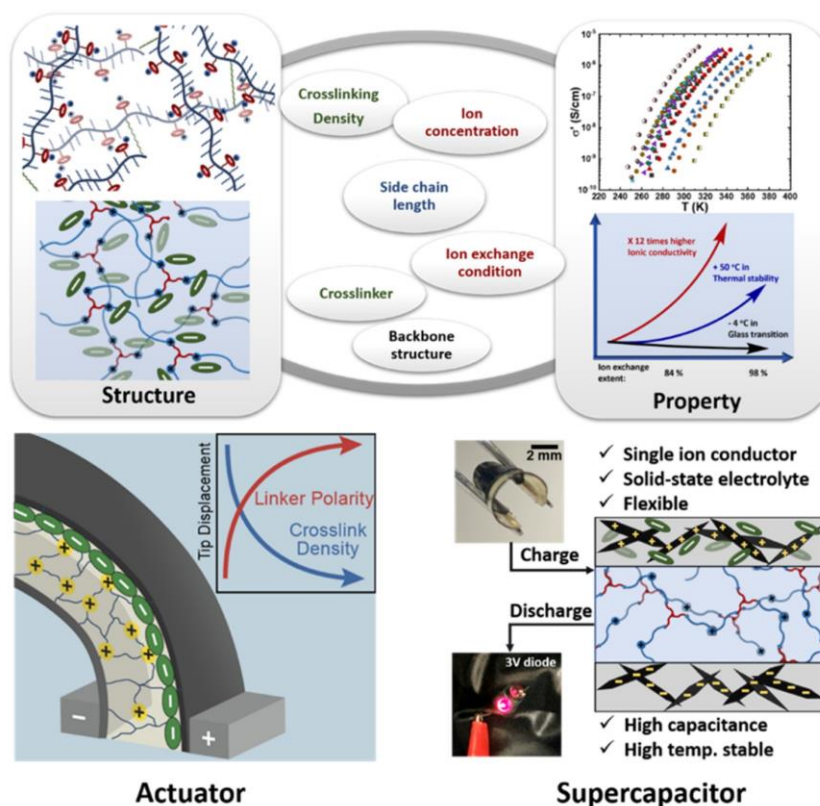 Structure
Crosslinking
Density
Ion
concentration
Side chain
length
Ion exchange
condition
Crosslinker
Backbone
structure
σ' (S/cm)
10⁻⁵
10⁻⁶
10⁻⁷
10⁻⁸
10⁻⁹
10⁻¹⁰
220 240 260 280 300 320 340 360 380 400
T (K)
X 12 times higher
Ionic conductivity
+ 50 °C in
Thermal stability
- 4 °C in
Glass transition
Ion exchange
extent:
84 %
98 %
Property
Tip Displacement
Linker Polarity
Crosslink
Density
-
+
Actuator
2 mm
✓ Single ion conductor
✓ Solid-state electrolyte
✓ Flexible
Charge
Discharge
3V diode
✓ High capacitance
✓ High temp. stable
Supercapacitor